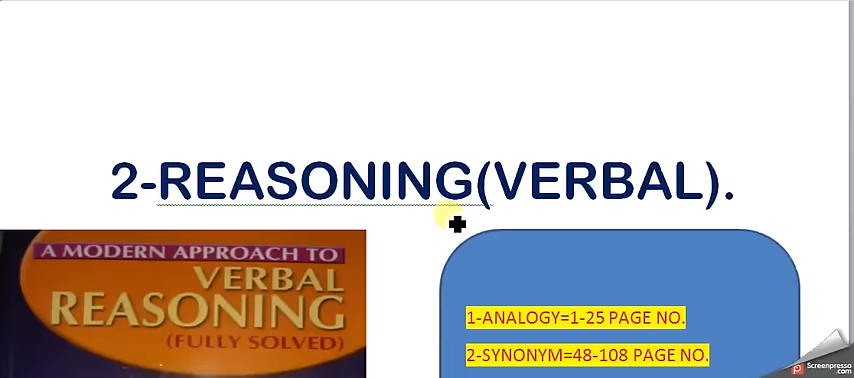 2-REASONING(VERBAL).
A MODERN APPROACH TO
VERBAL
REASONING
(FULLY SOLVED)
1-ANALOGY=1-25 PAGE NO.
2-SYNONYM=48-108 PAGE NO.
Screenpresso
.com